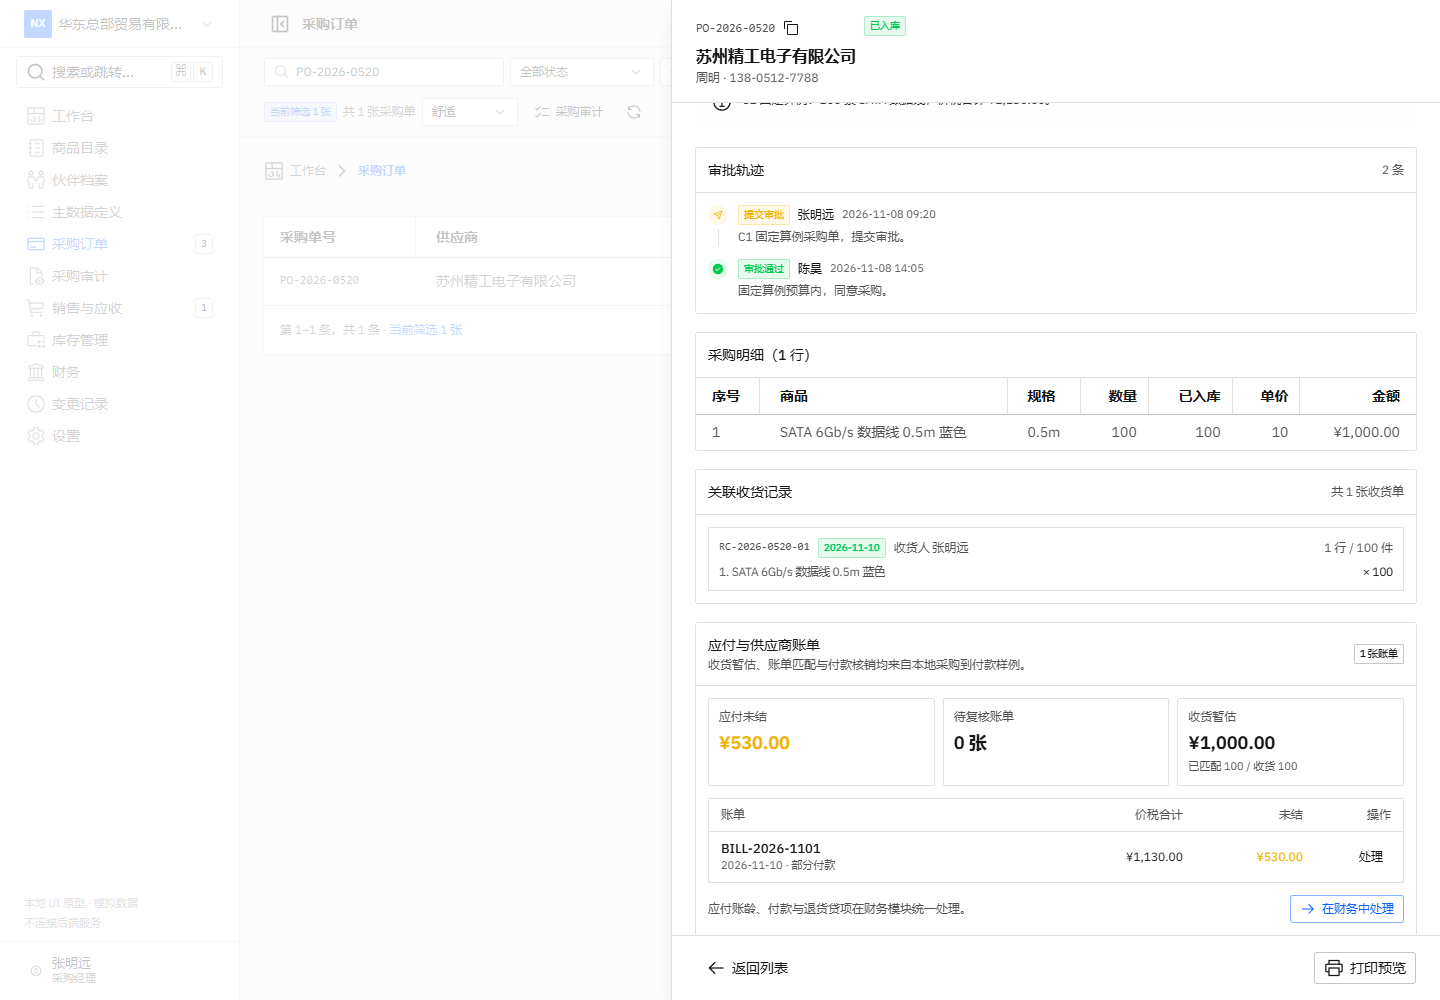 NX 华东总部贸易有限...
搜索或跳转... ⌘ K
工作台
商品目录
伙伴档案
主数据定义
采购订单 3
采购审计
销售与应收 1
库存管理
财务
变更记录
设置
本地 UI 原型 · 模拟数据
不连接后端服务
张明远
采购经理
采购订单
PO-2026-0520 全部状态
当前筛选 1 张 共 1 张采购单 舒适 采购审计
工作台 采购订单
采购单号 供应商
PO-2026-0520 苏州精工电子有限公司
第 1–1 条，共 1 条 · 当前筛选 1 张
PO-2026-0520 已入库
苏州精工电子有限公司
周明 · 138-0512-7788
审批轨迹 2 条
提交审批 张明远 2026-11-08 09:20
C1 固定算例采购单，提交审批。
审批通过 陈昊 2026-11-08 14:05
固定算例预算内，同意采购。
采购明细（1 行）
序号 商品 规格 数量 已入库 单价 金额
1 SATA 6Gb/s 数据线 0.5m 蓝色 0.5m 100 100 10 ¥1,000.00
关联收货记录 共 1 张收货单
RC-2026-0520-01 2026-11-10 收货人 张明远 1 行 / 100 件
1. SATA 6Gb/s 数据线 0.5m 蓝色 × 100
应付与供应商账单 1 张账单
收货暂估、账单匹配与付款核销均来自本地采购到付款样例。
应付未结 待复核账单 收货暂估
¥530.00 0 张 ¥1,000.00
已匹配 100 / 收货 100
账单 价税合计 未结 操作
BILL-2026-1101 ¥1,130.00 ¥530.00 处理
2026-11-10 · 部分付款
应付账龄、付款与退货贷项在财务模块统一处理。 在财务中处理
返回列表 打印预览